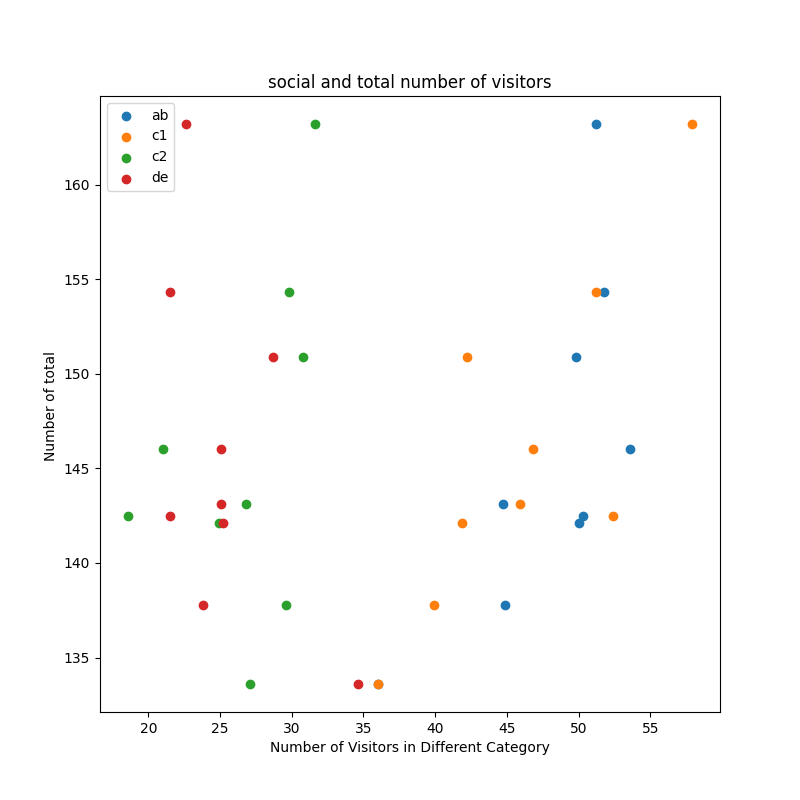 social and total number of visitors
ab
c1
c2
de
Number of total
160
155
150
145
140
135
20 25 30 35 40 45 50 55
Number of Visitors in Different Category